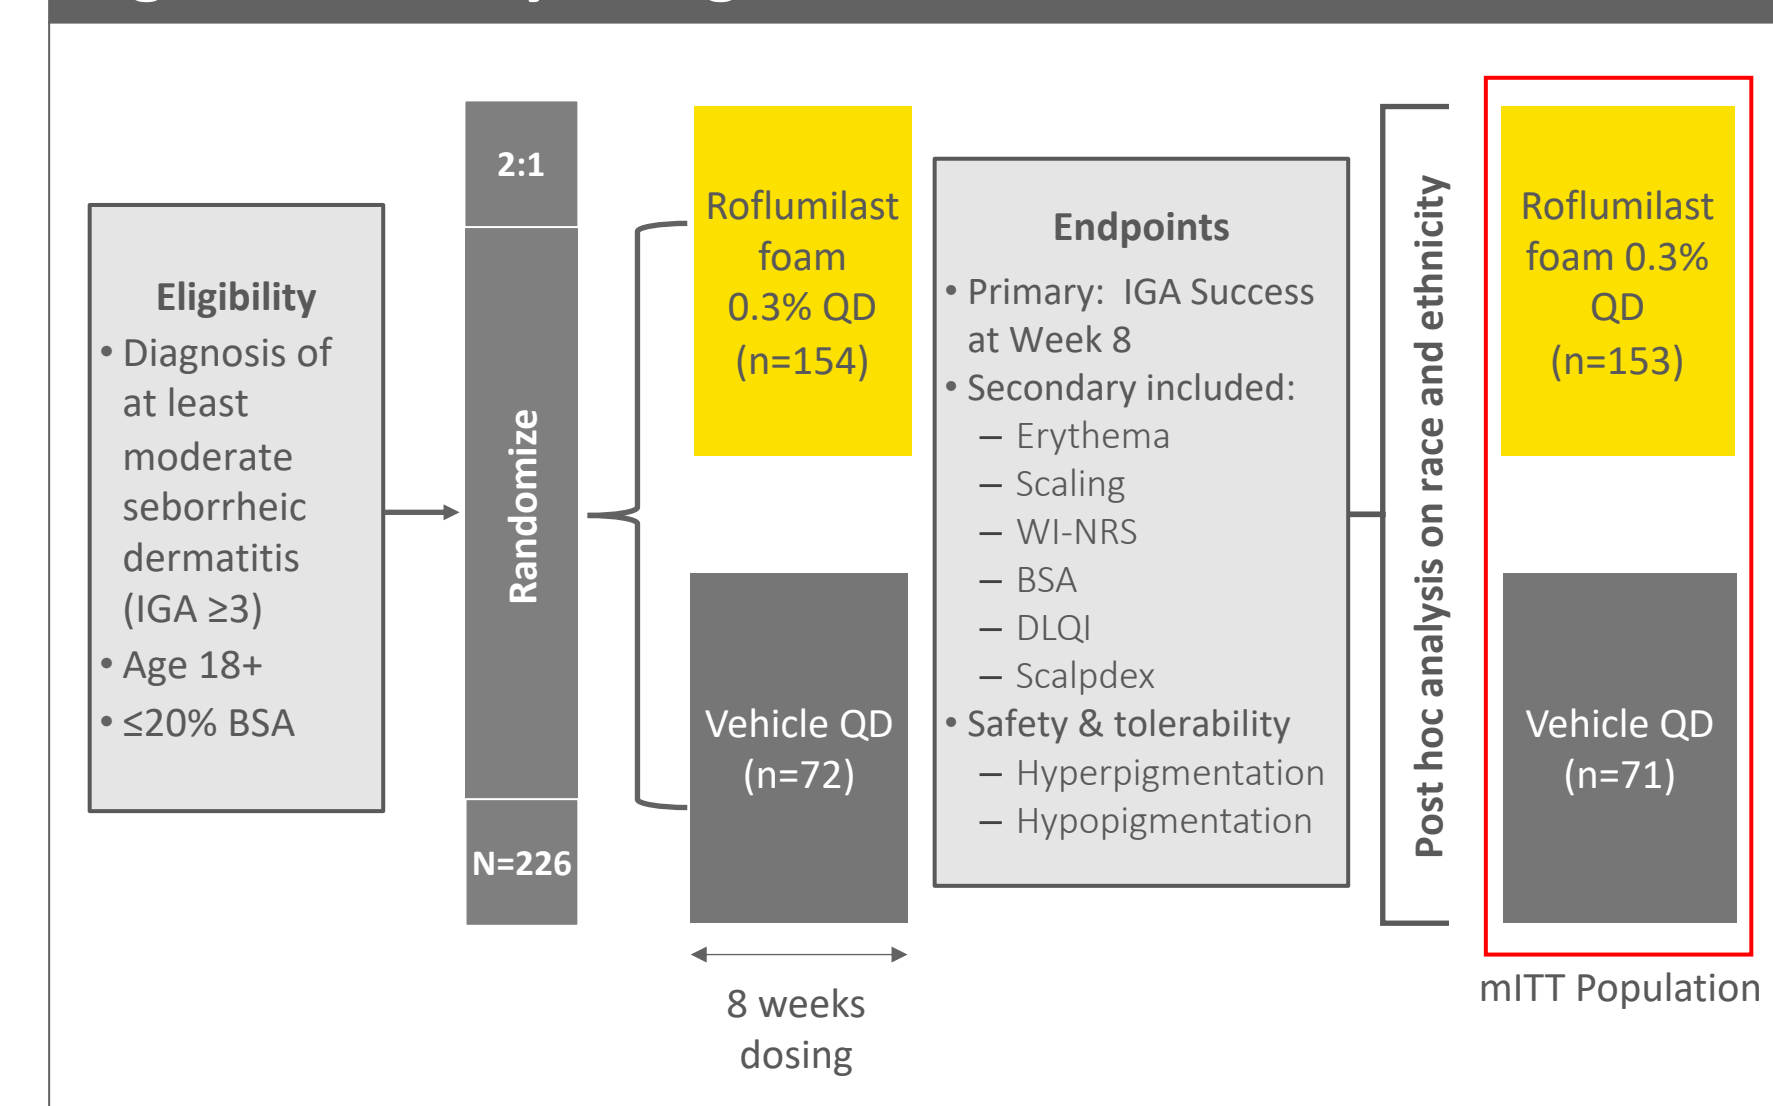 Eligibility
• Diagnosis of
at least
moderate
seborrheic
dermatitis
(IGA ≥3)
• Age 18+
• ≤20% BSA
2:1
Randomize
N=226
Roflumilast
foam
0.3% QD
(n=154)
Vehicle QD
(n=72)
8 weeks
dosing
Endpoints
• Primary: IGA Success
at Week 8
• Secondary included:
– Erythema
– Scaling
– WI-NRS
– BSA
– DLQI
– Scalpdex
• Safety & tolerability
– Hyperpigmentation
– Hypopigmentation
Post hoc analysis on race and ethnicity
Roflumilast
foam 0.3%
QD
(n=153)
Vehicle QD
(n=71)
mITT Population